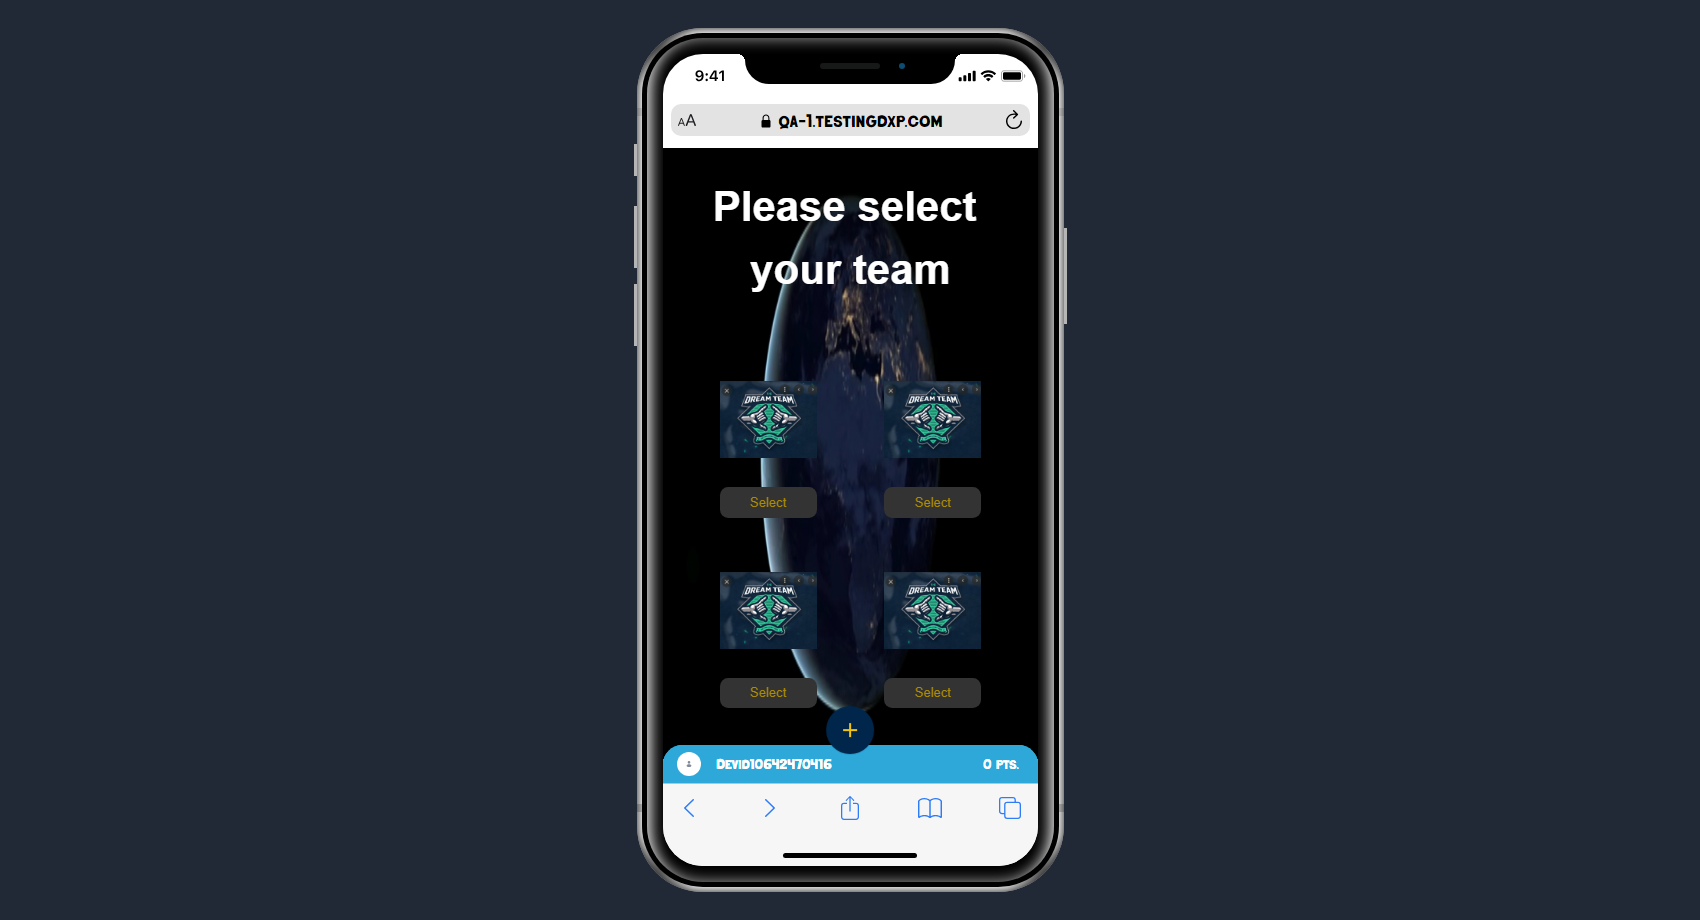 9:41
AA QA-1.TESTINGDXP.COM
Please select
your team
DREAM TEAM DREAM TEAM
Select Select
DREAM TEAM DREAM TEAM
Select Select
+
DEVID10642470416 0 PTS.